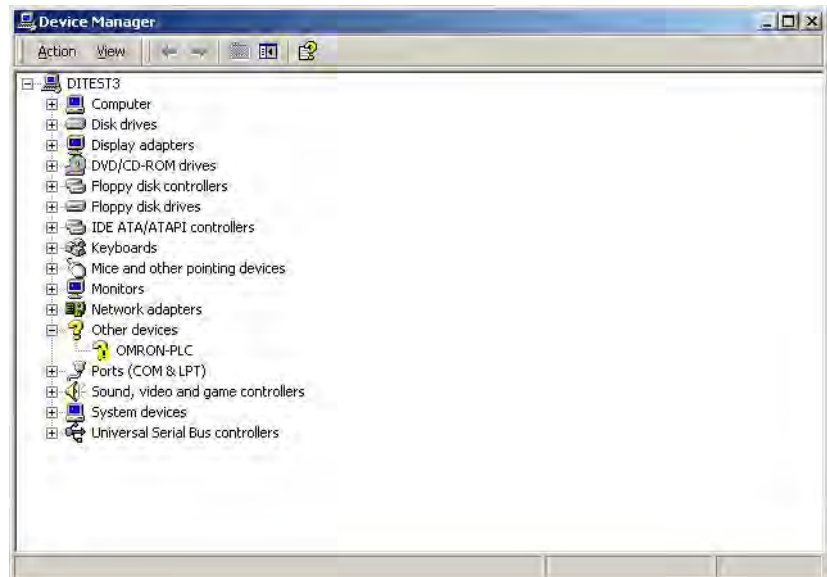 Device Manager
Action View
DITEST3
Computer
Disk drives
Display adapters
DVD/CD-ROM drives
Floppy disk controllers
Floppy disk drives
IDE ATA/ATAPI controllers
Keyboards
Mice and other pointing devices
Monitors
Network adapters
Other devices
OMRON-PLC
Ports (COM & LPT)
Sound, video and game controllers
System devices
Universal Serial Bus controllers